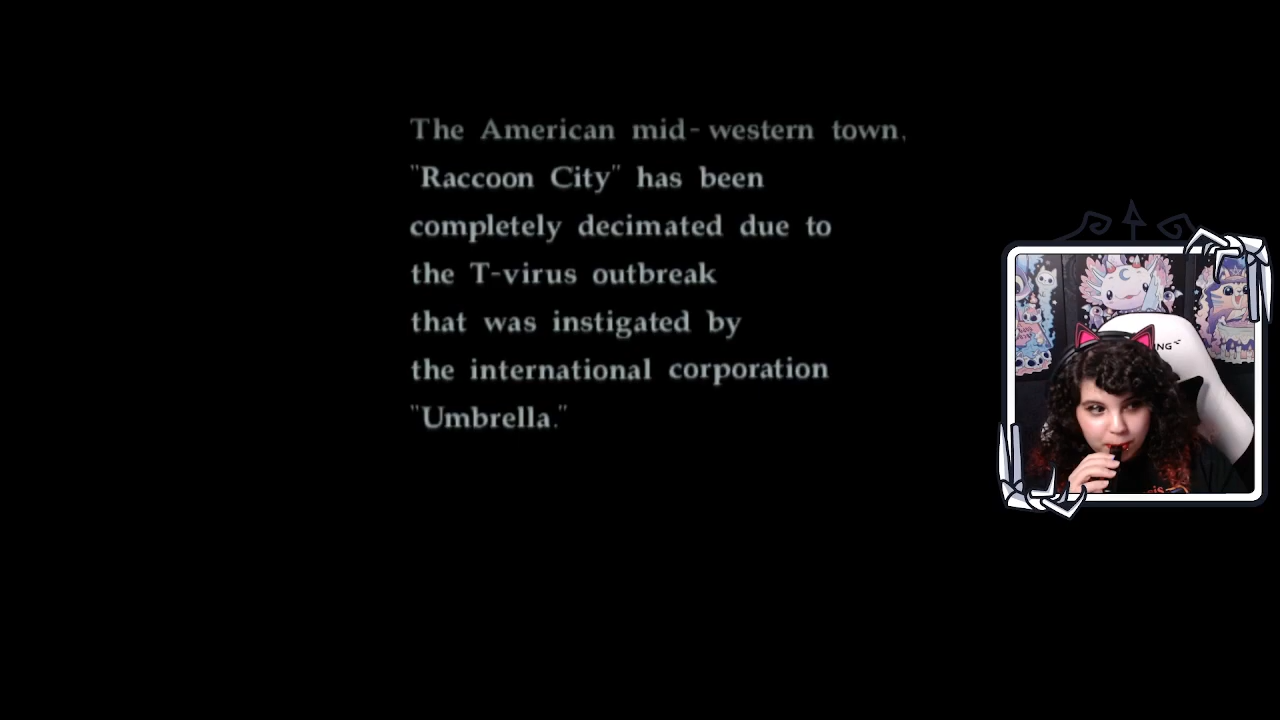 The American mid-western town,
"Raccoon City" has been
completely decimated due to
the T-virus outbreak
that was instigated by
the international corporation
"Umbrella."